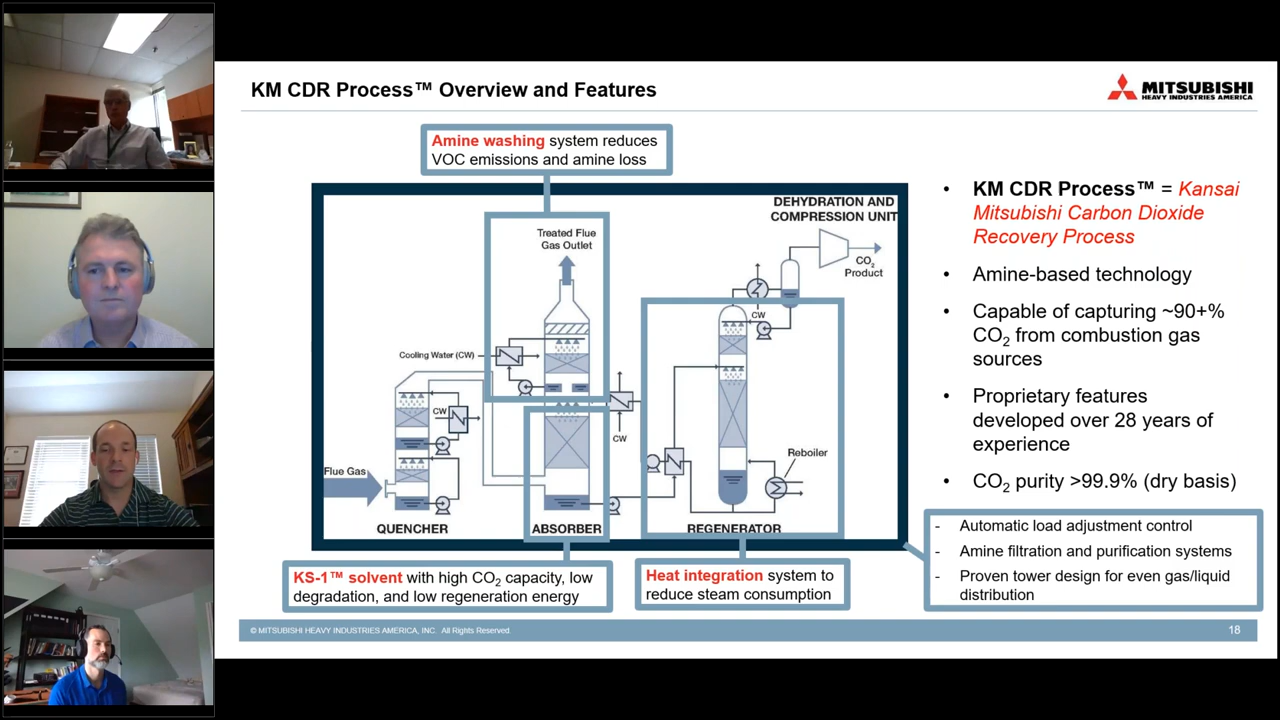 KM CDR Process™ Overview and Features
MITSUBISHI
HEAVY INDUSTRIES AMERICA
Amine washing system reduces
VOC emissions and amine loss
DEHYDRATION AND
COMPRESSION UNIT
Treated Flue
Gas Outlet
CO2
Product
CW
Cooling Water (CW)
CW
CW
Reboiler
Flue Gas
QUENCHER
ABSORBER
REGENERATOR
KS-1™ solvent with high CO2 capacity, low
degradation, and low regeneration energy
Heat integration system to
reduce steam consumption
• KM CDR Process™ = Kansai
Mitsubishi Carbon Dioxide
Recovery Process
• Amine-based technology
• Capable of capturing ~90+%
CO2 from combustion gas
sources
• Proprietary features
developed over 28 years of
experience
• CO2 purity >99.9% (dry basis)
- Automatic load adjustment control
- Amine filtration and purification systems
- Proven tower design for even gas/liquid
distribution
© MITSUBISHI HEAVY INDUSTRIES AMERICA, INC. All Rights Reserved
18